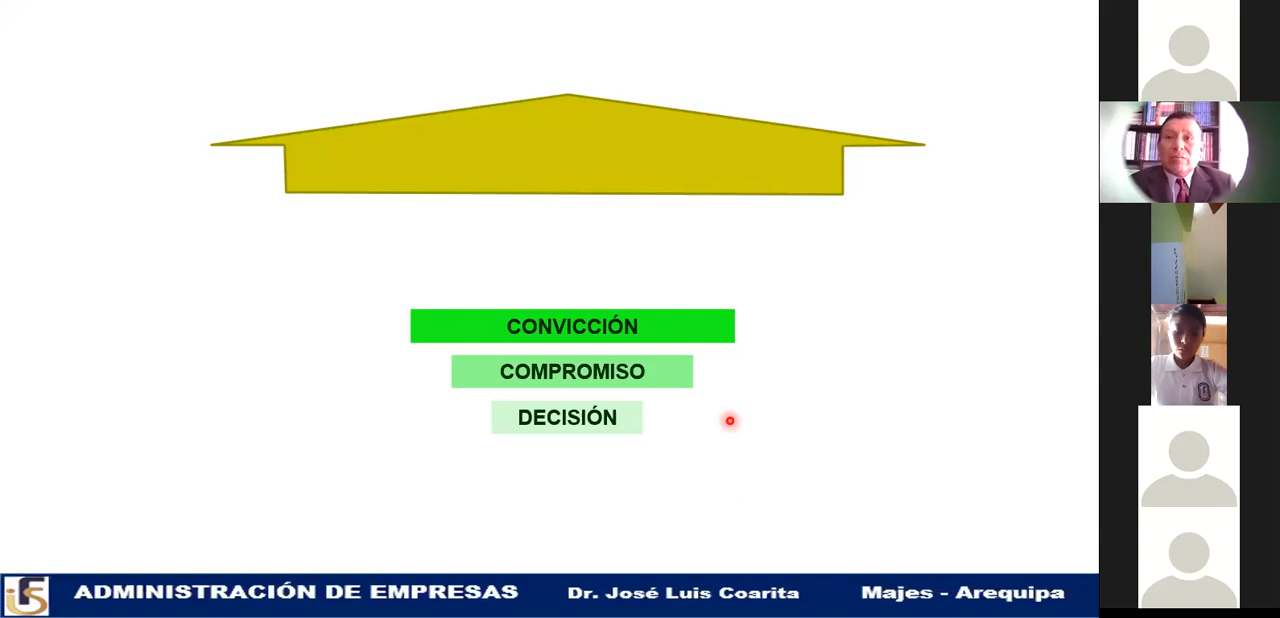 CONVICCIÓN
COMPROMISO
DECISIÓN
ADMINISTRACIÓN DE EMPRESAS Dr. José Luis Coarita Majes - Arequipa